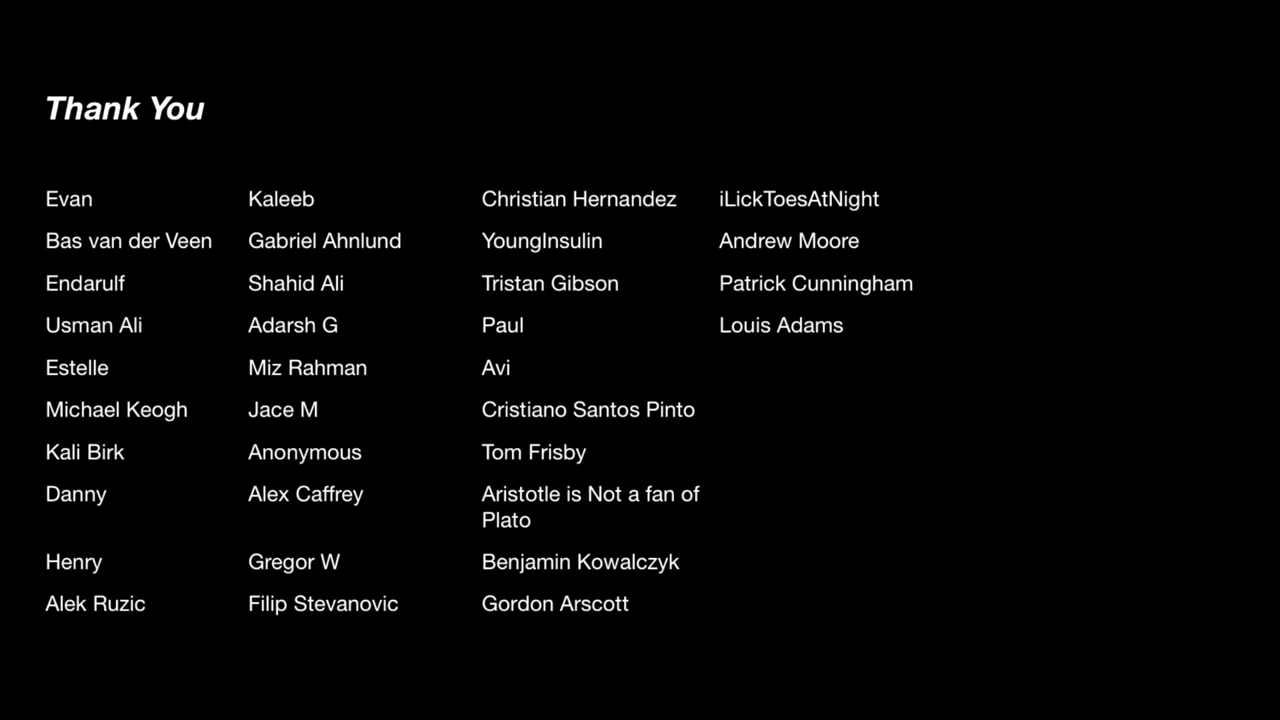 Thank You
Evan
Kaleeb
Christian Hernandez
iLickToesAtNight
Bas van der Veen
Gabriel Ahnlund
YoungInsulin
Andrew Moore
Endarulf
Shahid Ali
Tristan Gibson
Patrick Cunningham
Usman Ali
Adarsh G
Paul
Louis Adams
Estelle
Miz Rahman
Avi
Michael Keogh
Jace M
Cristiano Santos Pinto
Kali Birk
Anonymous
Tom Frisby
Danny
Alex Caffrey
Aristotle is Not a fan of
Plato
Henry
Gregor W
Benjamin Kowalczyk
Alek Ruzic
Filip Stevanovic
Gordon Arscott